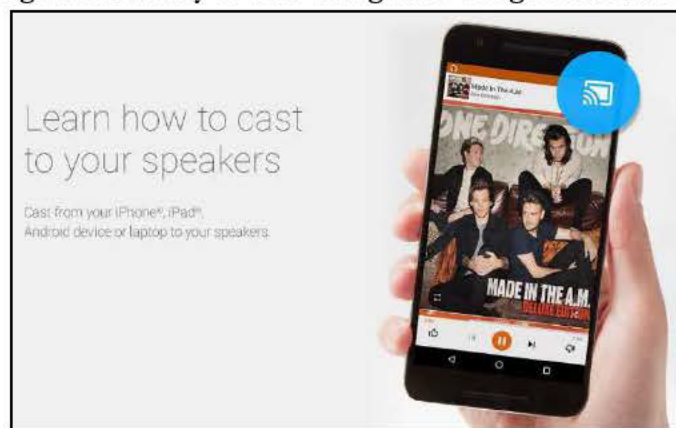 Learn how to cast
to your speakers
Cast from your iPhone®, iPad®,
Android device or laptop to your speakers.
Made In The A.M.
ONE DIRECTION
MADE IN THE A.M.
DELUXE EDITION